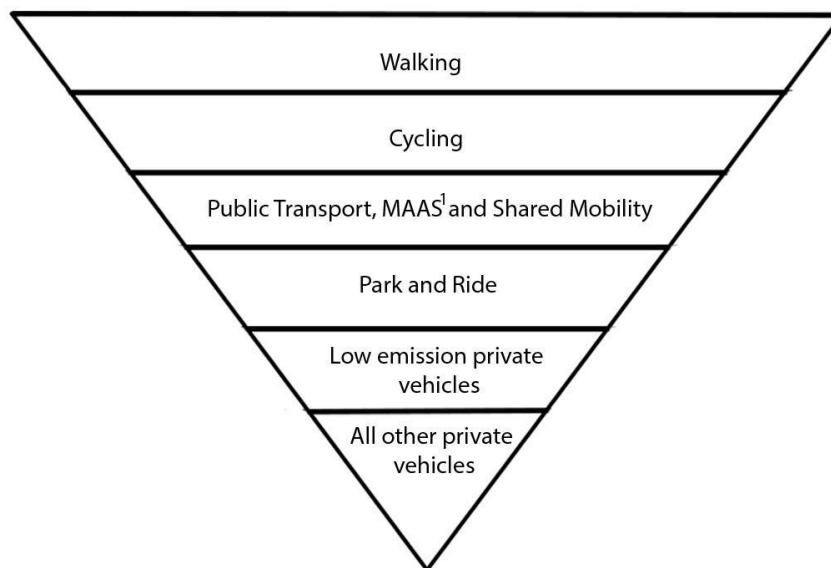 Walking
Cycling
Public Transport, MAAS¹ and Shared Mobility
Park and Ride
Low emission private
vehicles
All other private
vehicles